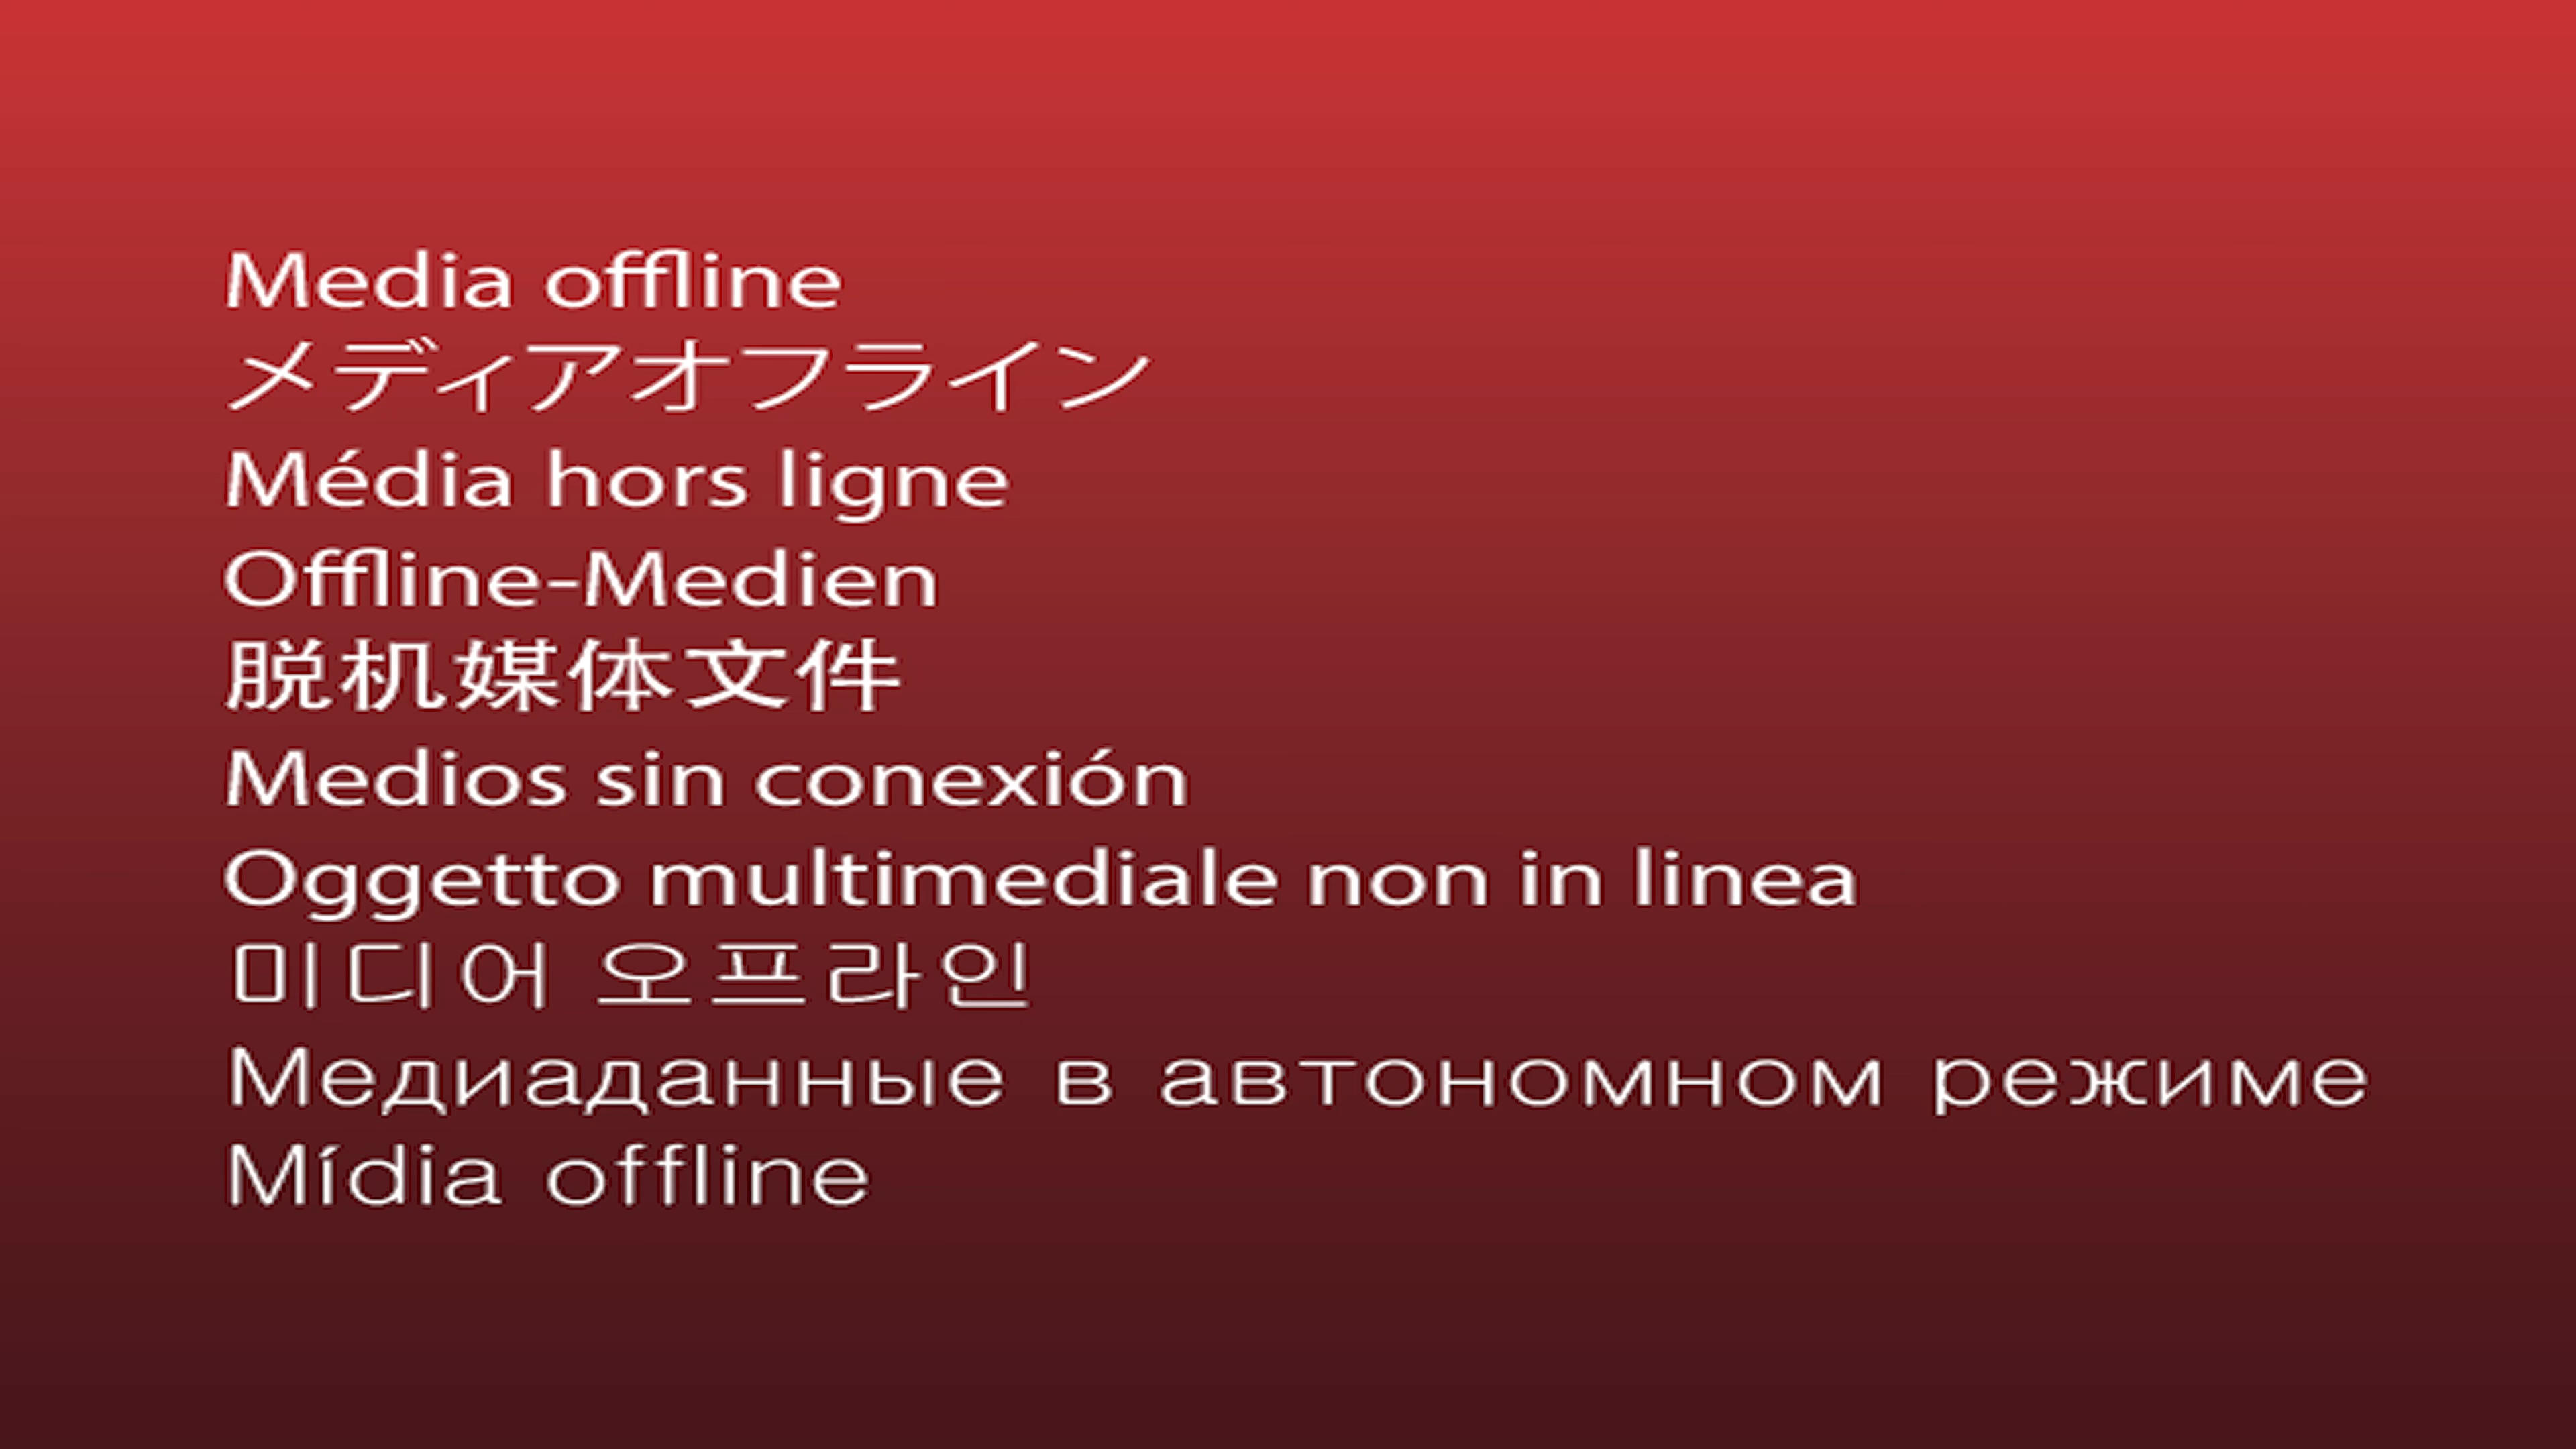 Media offline
メディアオフライン
Média hors ligne
Offline-Medien
脱机媒体文件
Medios sin conexión
Oggetto multimediale non in linea
미디어 오프라인
Медиаданные в автономном режиме
Mídia offline